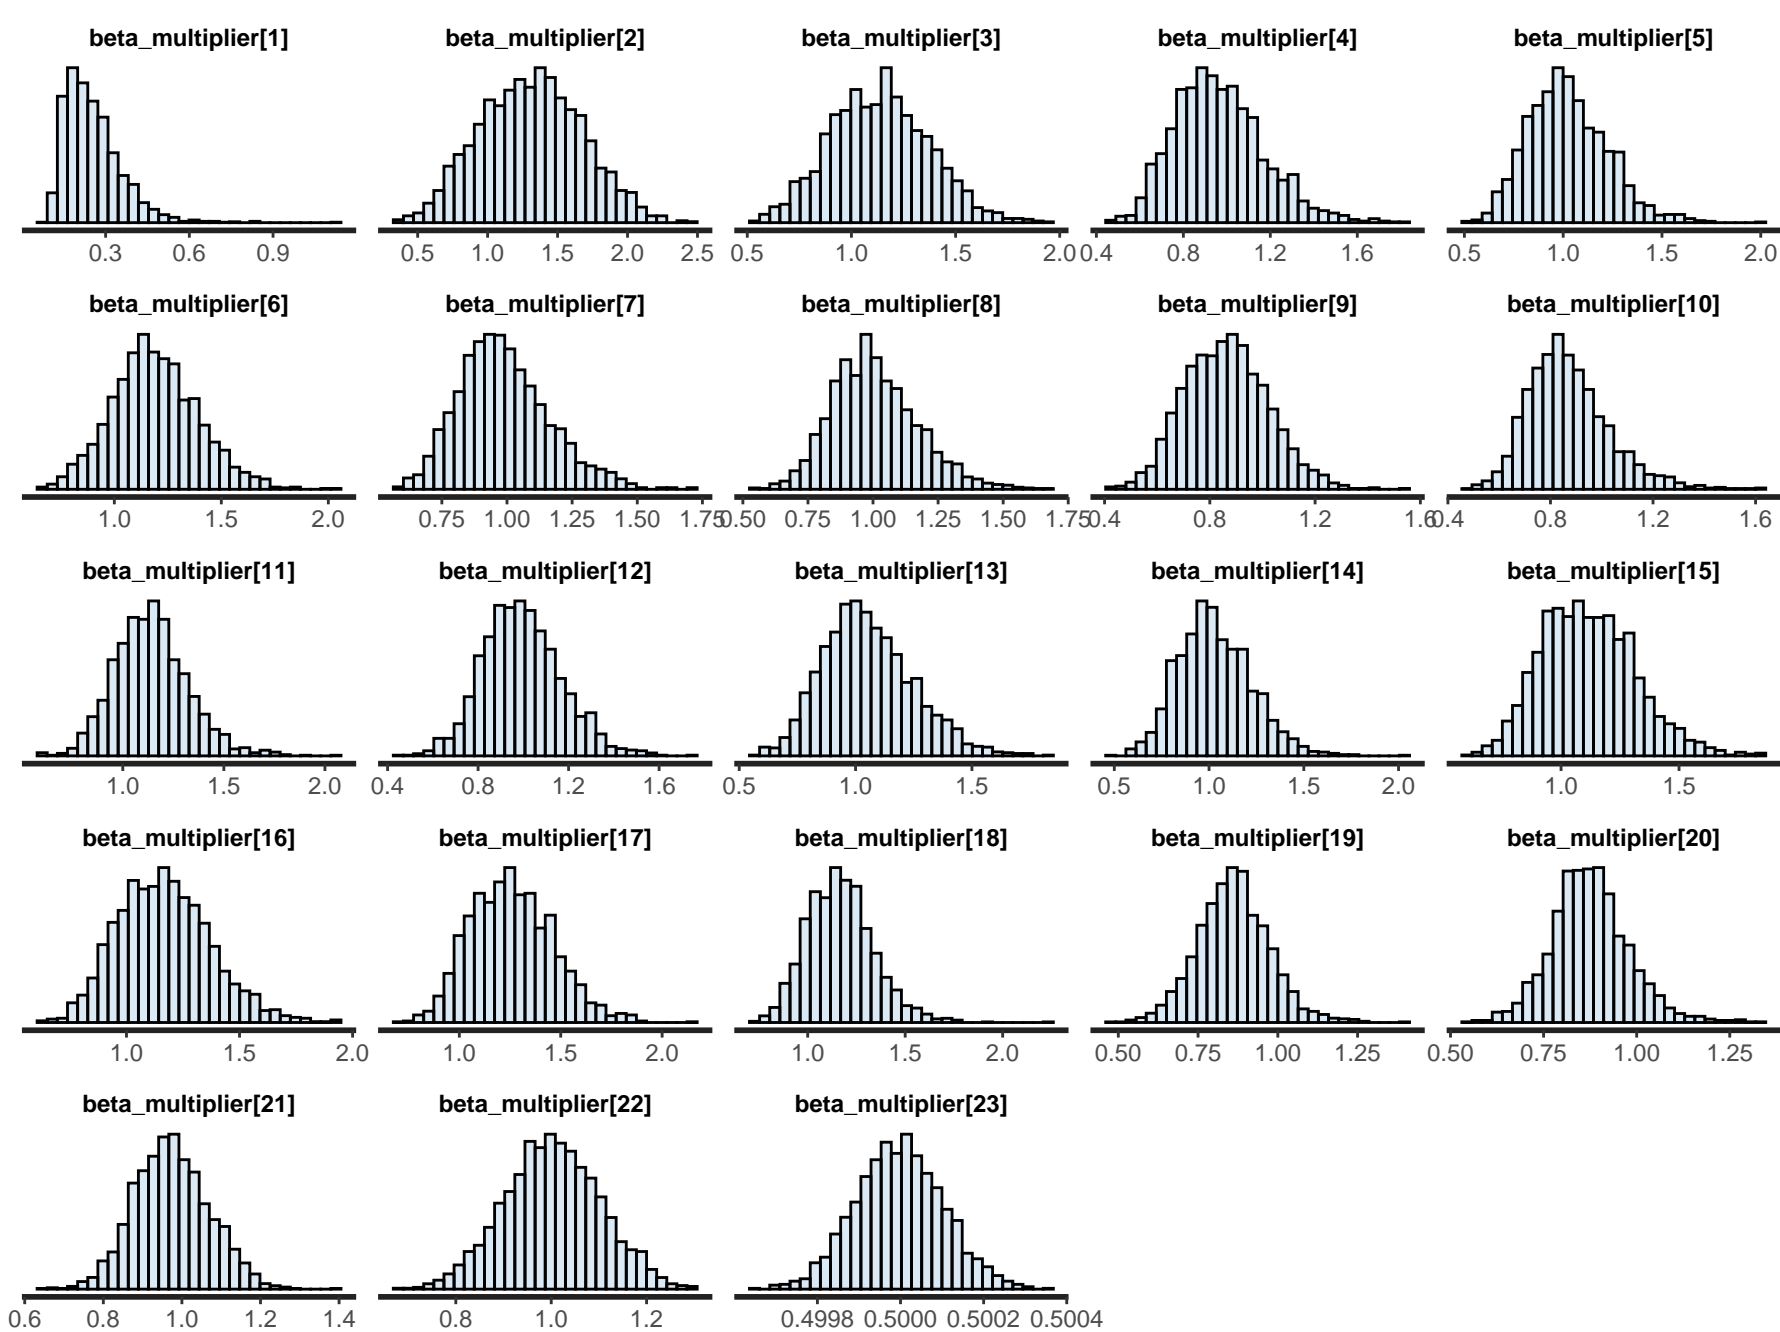 beta_multiplier[1] beta_multiplier[2] beta_multiplier[3] beta_multiplier[4] beta_multiplier[5]
0.3 0.6 0.9 0.5 1.0 1.5 2.0 2.5 0.5 1.0 1.5 2.0 0.4 0.8 1.2 1.6 0.5 1.0 1.5 2.0
beta_multiplier[6] beta_multiplier[7] beta_multiplier[8] beta_multiplier[9] beta_multiplier[10]
1.0 1.5 2.0 0.75 1.00 1.25 1.50 1.75 0.50 0.75 1.00 1.25 1.50 1.75 0.4 0.8 1.2 1.6 0.4 0.8 1.2 1.6
beta_multiplier[11] beta_multiplier[12] beta_multiplier[13] beta_multiplier[14] beta_multiplier[15]
1.0 1.5 2.0 0.4 0.8 1.2 1.6 0.5 1.0 1.5 0.5 1.0 1.5 2.0 1.0 1.5
beta_multiplier[16] beta_multiplier[17] beta_multiplier[18] beta_multiplier[19] beta_multiplier[20]
1.0 1.5 2.0 1.0 1.5 2.0 1.0 1.5 2.0 0.50 0.75 1.00 1.25 0.50 0.75 1.00 1.25
beta_multiplier[21] beta_multiplier[22] beta_multiplier[23]
0.6 0.8 1.0 1.2 1.4 0.8 1.0 1.2 0.4998 0.5000 0.5002 0.5004